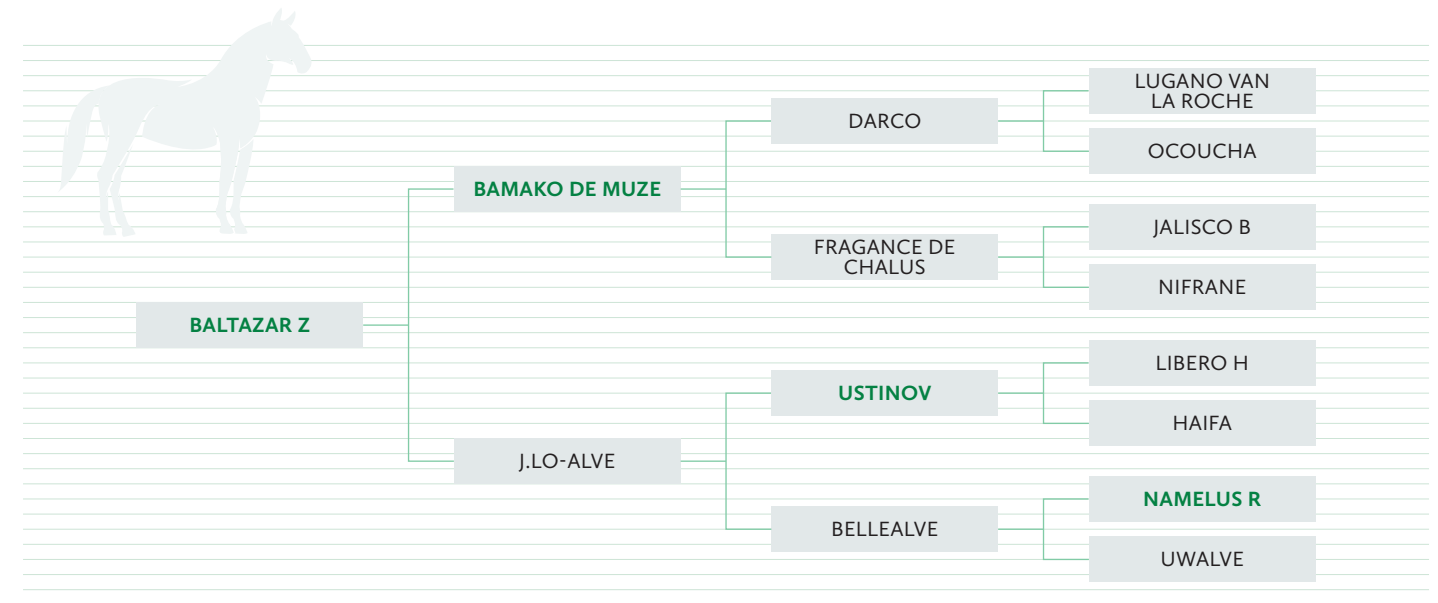 LUGANO VAN
LA ROCHE
DARCO
OCOUCHA
BAMAKO DE MUZE
JALISCO B
FRAGANCE DE
CHALUS
NIFRANE
BALTAZAR Z
LIBERO H
USTINOV
HAIFA
J.LO-ALVE
NAMELUS R
BELLEALVE
UWALVE